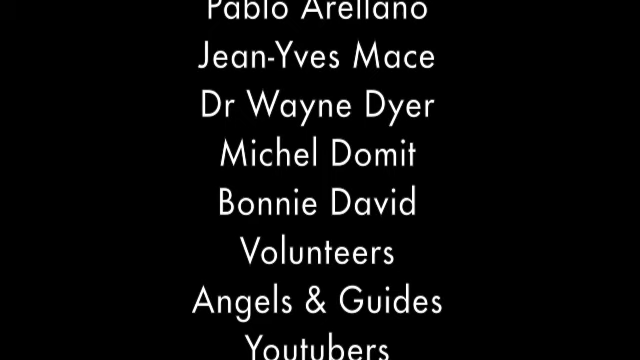 Pablo Arellano
Jean-Yves Mace
Dr Wayne Dyer
Michel Domit
Bonnie David
Volunteers
Angels & Guides
Youtubers